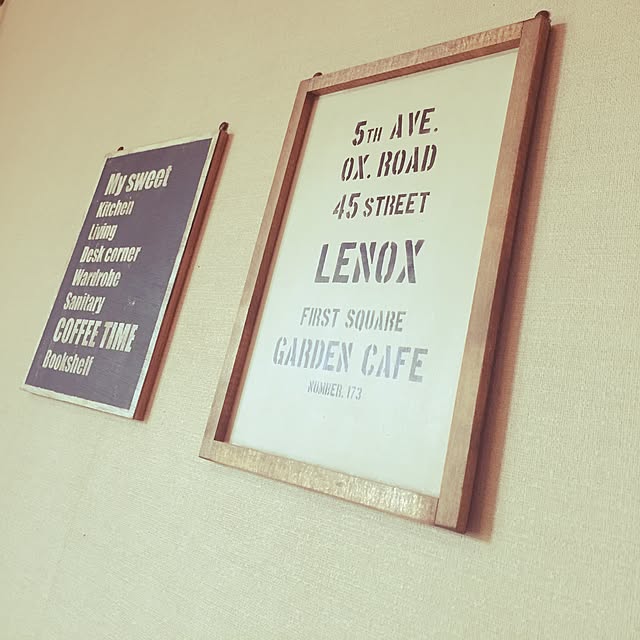 My sweet
Kitchen
Living
Desk corner
Wardrobe
Sanitary
COFFEE TIME
Bookshelf
5TH AVE.
OX. ROAD
45 STREET
LENOX
FIRST SQUARE
GARDEN CAFE
NUMBER. 173